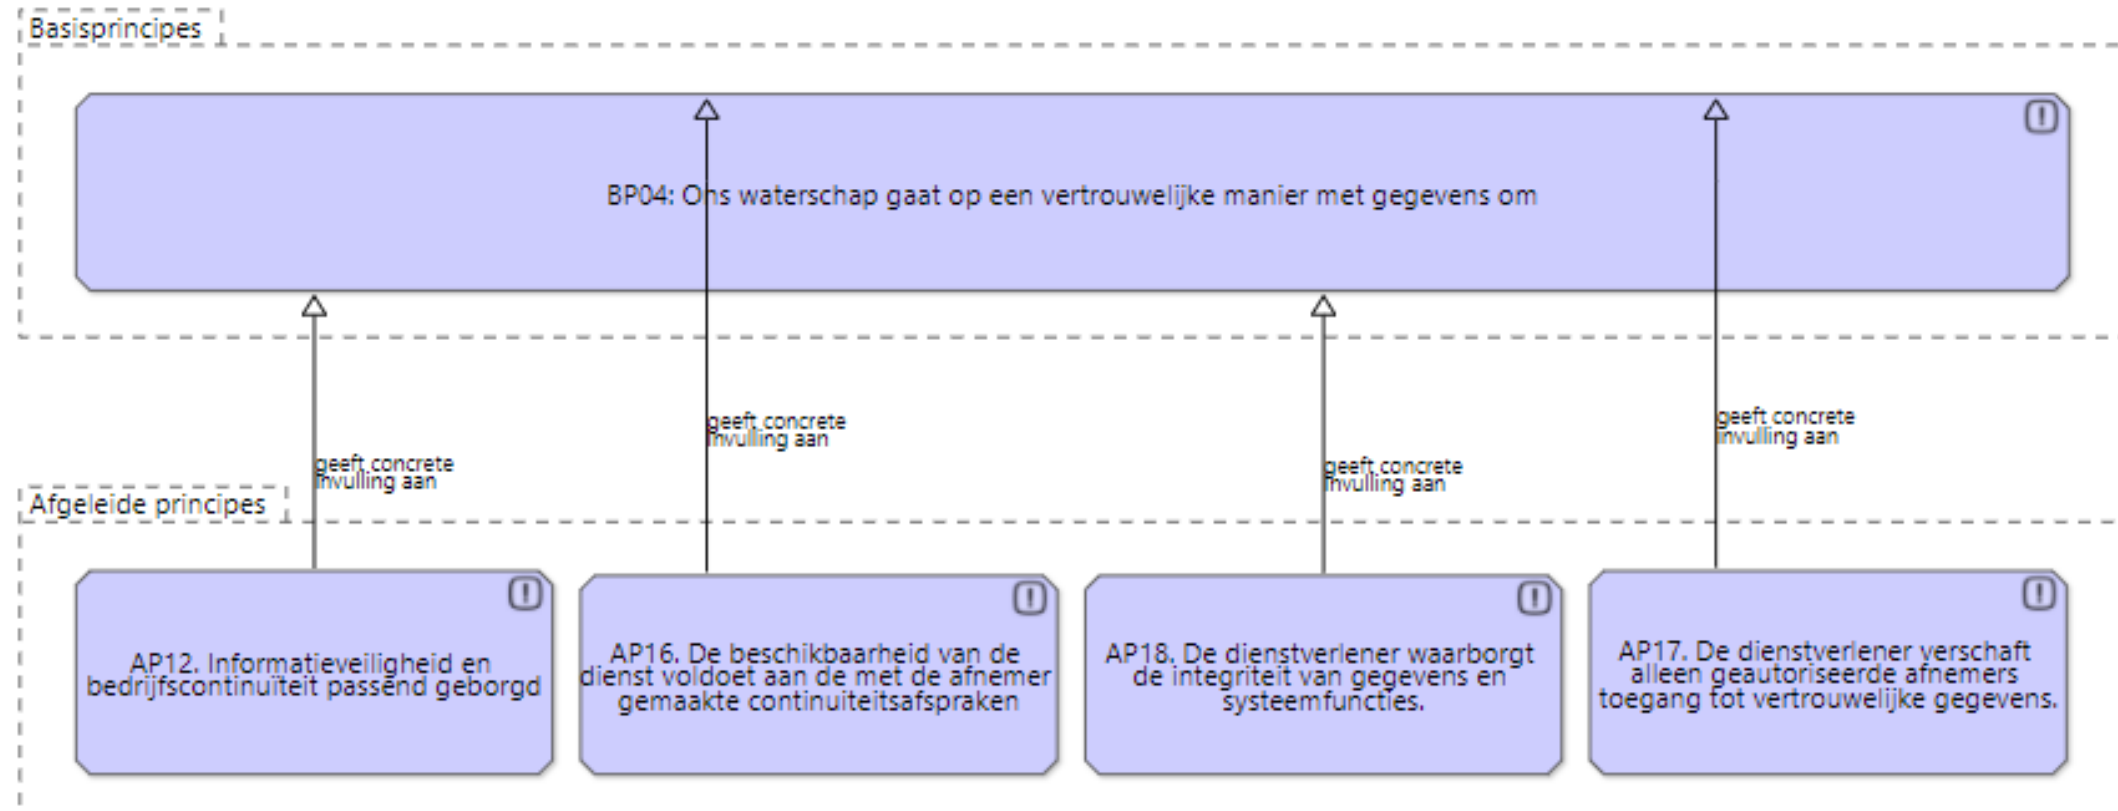 Basisprincipes
BP04: Ons waterschap gaat op een vertrouwelijke manier met gegevens om
geeft concrete
invulling aan
geeft concrete
invulling aan
geeft concrete
invulling aan
geeft concrete
invulling aan
Afgeleide principes
AP12. Informatieveiligheid en
bedrijfscontinuïteit passend geborgd
AP16. De beschikbaarheid van de
dienst voldoet aan de met de afnemer
gemaakte continuïteitsafspraken
AP18. De dienstverlener waarborgt
de integriteit van gegevens en
systeemfuncties.
AP17. De dienstverlener verschaft
alleen geautoriseerde afnemers
toegang tot vertrouwelijke gegevens.